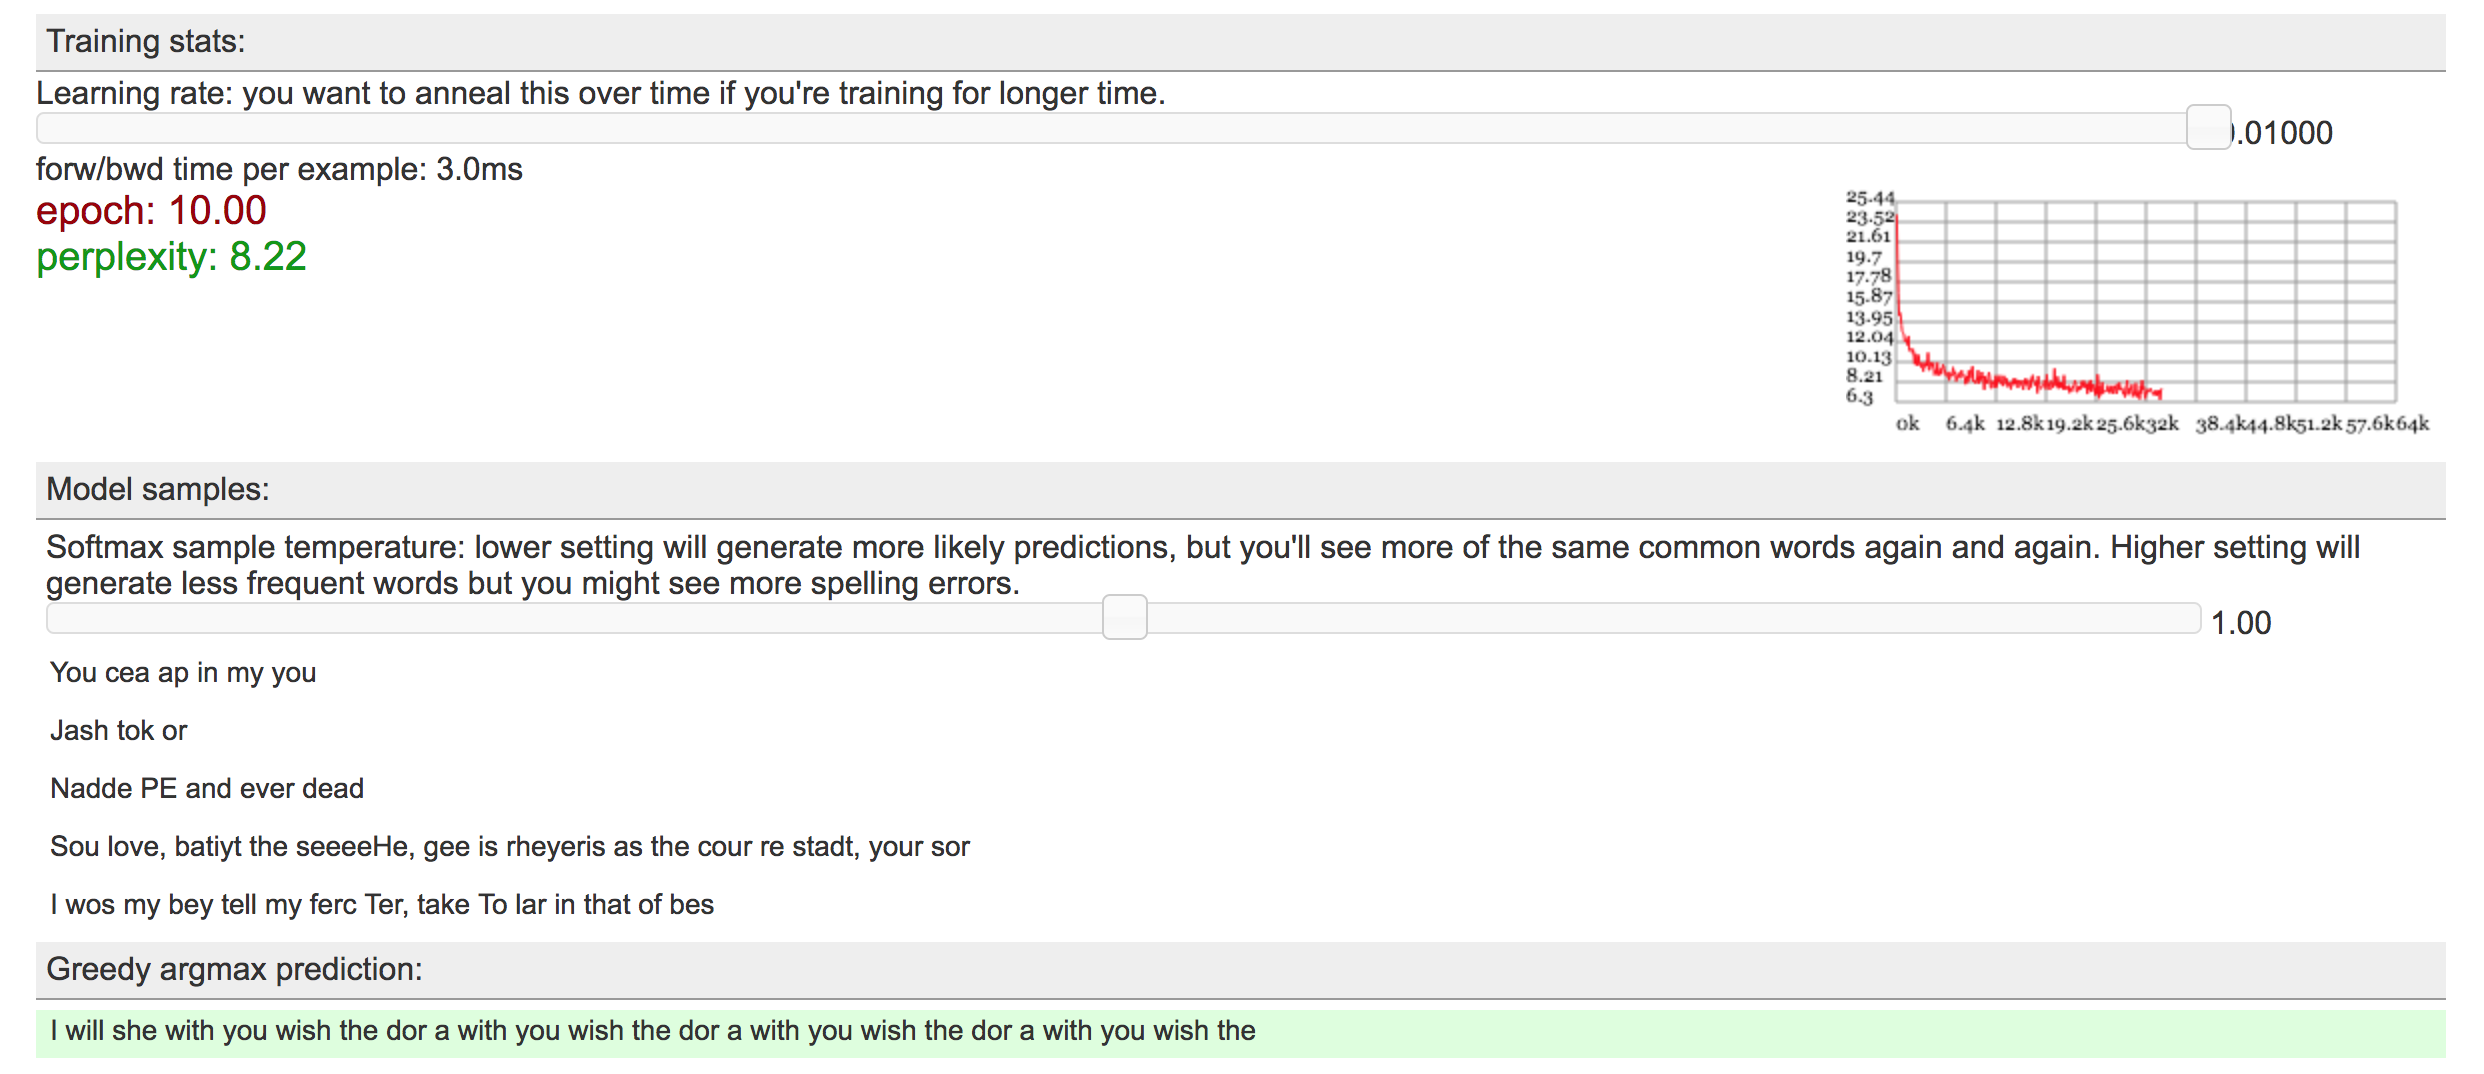 Training stats:
Learning rate: you want to anneal this over time if you're training for longer time.
.01000
forw/bwd time per example: 3.0ms
epoch: 10.00
perplexity: 8.22
25.44
23.52
21.61
19.7
17.78
15.87
13.95
12.04
10.13
8.21
6.3
0k 6.4k 12.8k 19.2k 25.6k 32k 38.4k 44.8k 51.2k 57.6k 64k
Model samples:
Softmax sample temperature: lower setting will generate more likely predictions, but you'll see more of the same common words again and again. Higher setting will
generate less frequent words but you might see more spelling errors.
1.00
You cea ap in my you
Jash tok or
Nadde PE and ever dead
Sou love, batiyt the seeeeHe, gee is rheyeris as the cour re stadt, your sor
I wos my bey tell my ferc Ter, take To lar in that of bes
Greedy argmax prediction:
I will she with you wish the dor a with you wish the dor a with you wish the dor a with you wish the